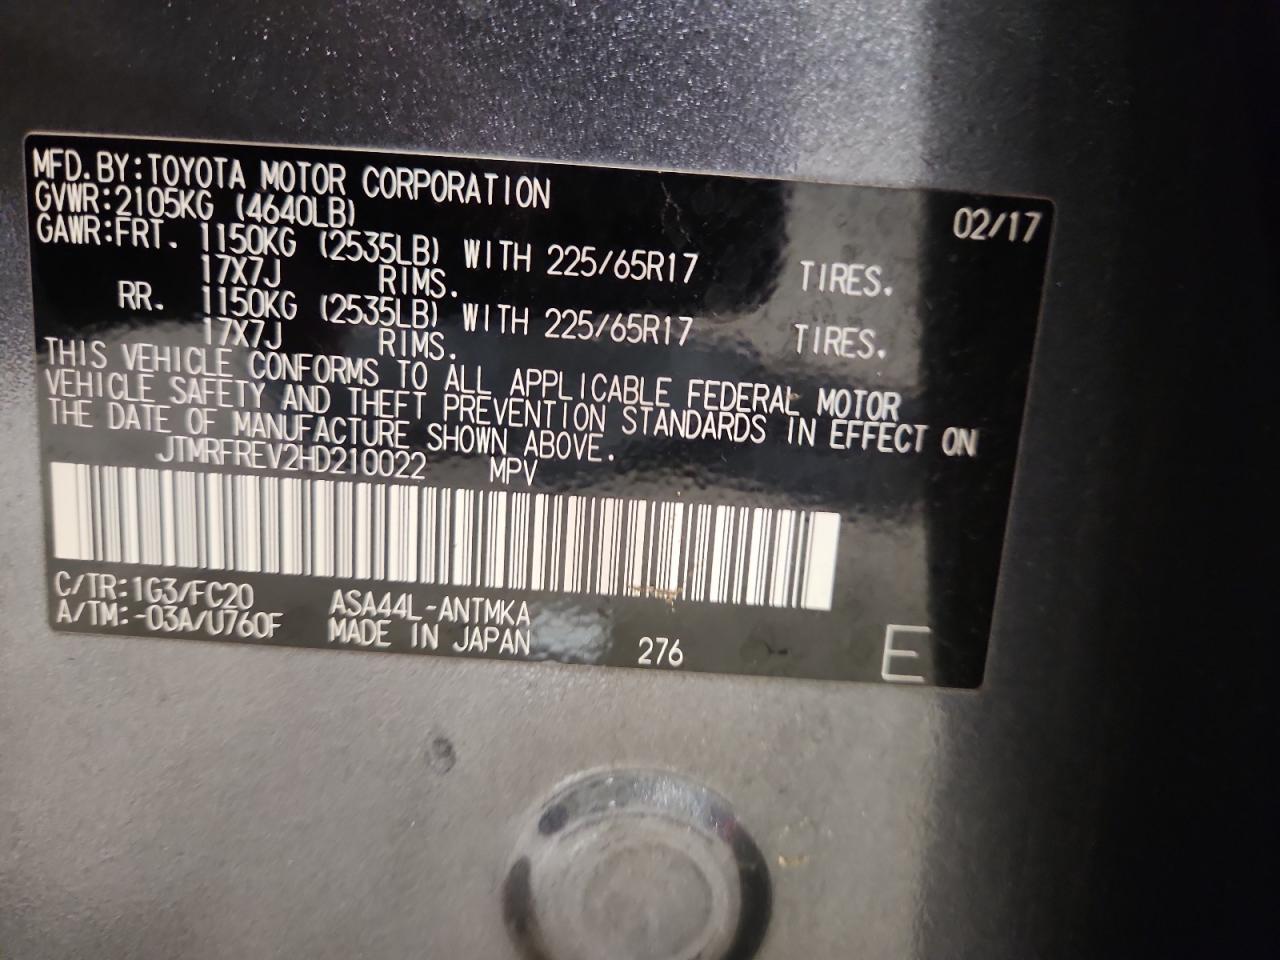 MFD.BY:TOYOTA MOTOR CORPORATION 02/17
GVWR:2105KG (4640LB)
GAWR:FRT. 1150KG (2535LB) WITH 225/65R17 TIRES.
17X7J RIMS.
RR. 1150KG (2535LB) WITH 225/65R17 TIRES.
17X7J RIMS.
THIS VEHICLE CONFORMS TO ALL APPLICABLE FEDERAL MOTOR
VEHICLE SAFETY AND THEFT PREVENTION STANDARDS IN EFFECT ON
THE DATE OF MANUFACTURE SHOWN ABOVE.
JTMRFREV2HD210022 MPV
C/TR:1G3/FC20 ASA44L-ANTMKA
A/TM:-03A/U760F MADE IN JAPAN 276 E